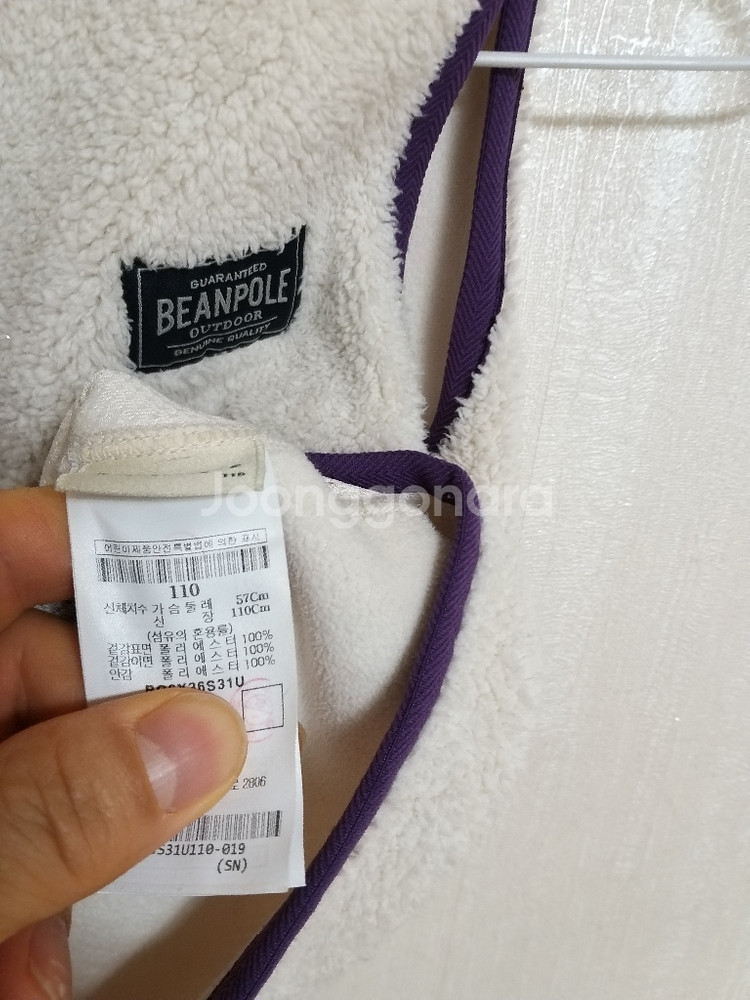 GUARANTEED
BEANPOLE
OUTDOOR
GENUINE QUALITY
Joonggonara
어린이제품안전특별법에 의한 표시
110
신체치수 가슴둘레 57Cm
신 장 110Cm
(섬유의 혼용률)
겉감표면 폴리에스터 100%
겉감이면 폴리에스터 100%
안감 폴리에스터 100%
2806
S31U110-019
(SN)